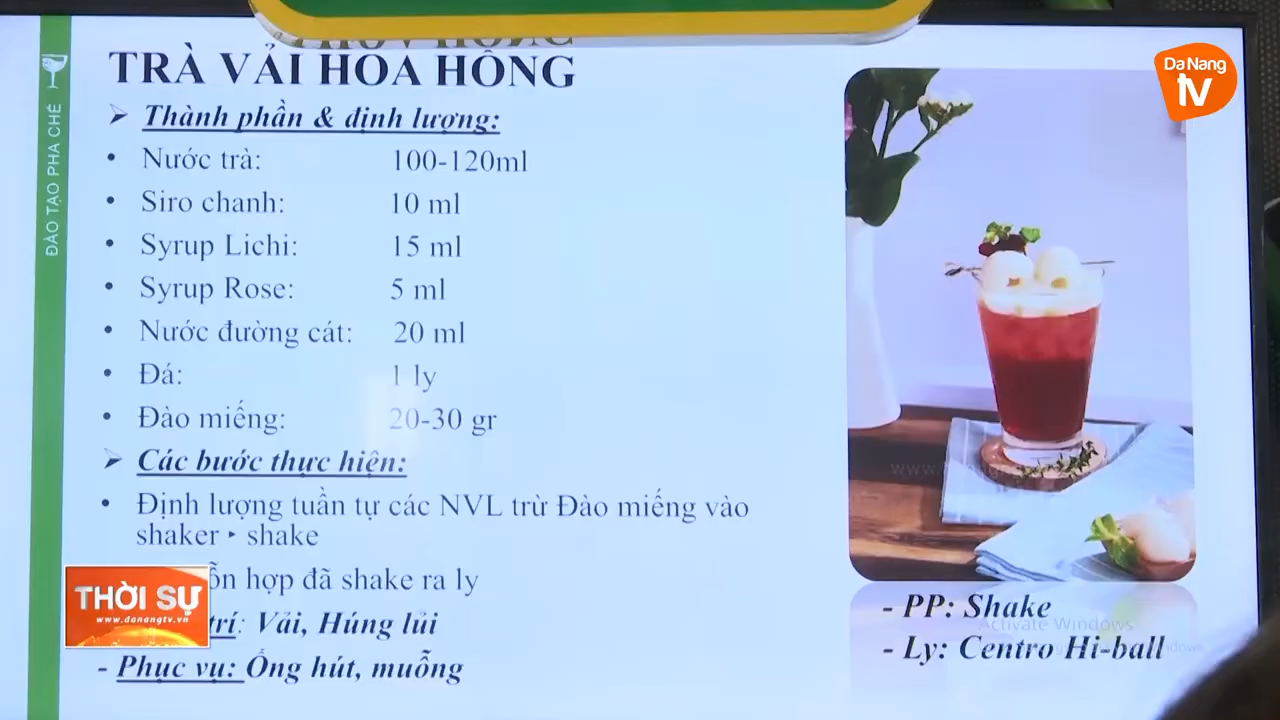 TRÀ VẢI HOA HỒNG
Thành phần & định lượng:
Nước trà: 100-120ml
Siro chanh: 10 ml
Syrup Lichi: 15 ml
Syrup Rose: 5 ml
Nước đường cát: 20 ml
Đá: 1 ly
Đào miếng: 20-30 gr
Các bước thực hiện:
Định lượng tuần tự các NVL trừ Đào miếng vào
shaker ▸ shake
ỗn hợp đã shake ra ly
trí: Vải, Húng lủi
- Phục vụ: Ống hút, muỗng
- PP: Shake
- Ly: Centro Hi-ball
ĐÀO TẠO PHA CHẾ
Da Nang
tv
THỜI SỰ
www.danangtv.vn
Activate Windows